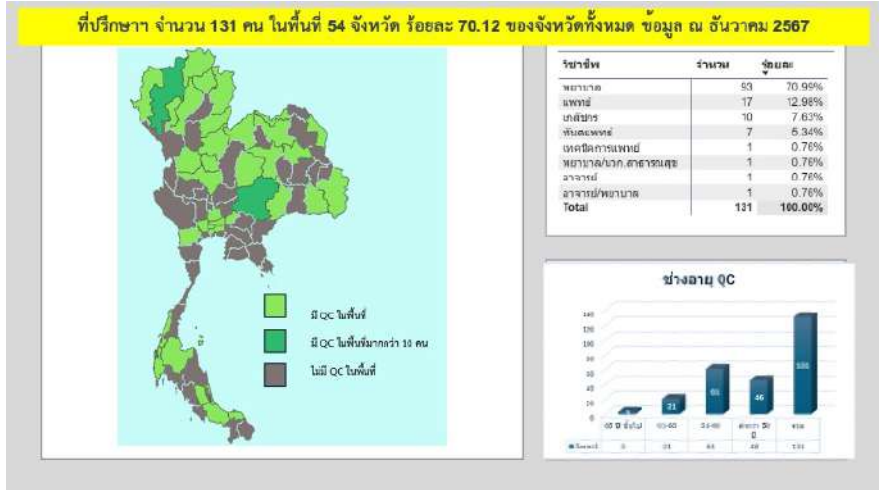 ที่ปรึกษาฯ จำนวน 131 คน ในพื้นที่ 54 จังหวัด ร้อยละ 70.12 ของจังหวัดทั้งหมด ข้อมูล ณ ธันวาคม 2567
วิชาชีพ จำนวน ร้อยละ
พยาบาล 93 70.99%
แพทย์ 17 12.98%
เภสัชกร 10 7.63%
ทันตแพทย์ 7 5.34%
เทคนิคการแพทย์ 1 0.76%
พยาบาล/นวก.สาธารณสุข 1 0.76%
อาจารย์ 1 0.76%
อาจารย์/พยาบาล 1 0.76%
Total 131 100.00%
มี QC ในพื้นที่
มี QC ในพื้นที่มากกว่า 10 คน
ไม่มี QC ในพื้นที่
ช่วงอายุ QC
140
120
100
80
60
40
20
0
21
46
131